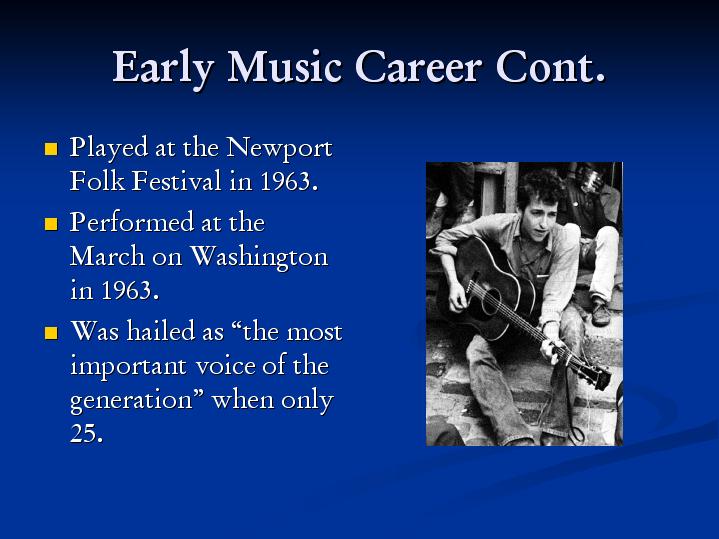 Early Music Career Cont.
Played at the Newport
Folk Festival in 1963.
Performed at the
March on Washington
in 1963.
Was hailed as “the most
important voice of the
generation” when only
25.